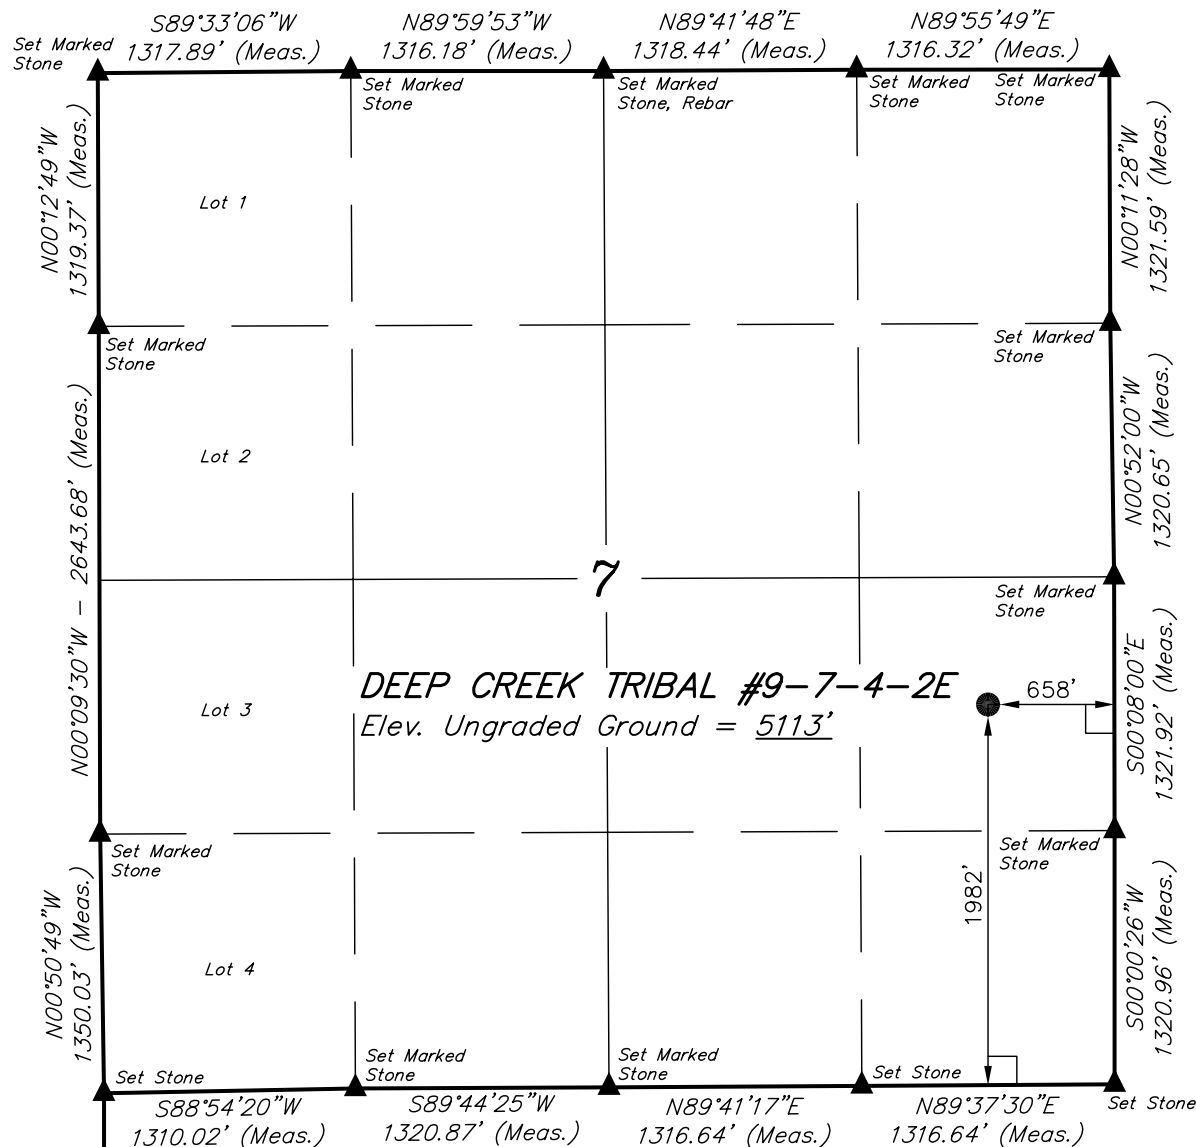 S89°33'06"W
1317.89' (Meas.)
N89°59'53"W
1316.18' (Meas.)
N89°41'48"E
1318.44' (Meas.)
N89°55'49"E
1316.32' (Meas.)
Set Marked
Stone
Set Marked
Stone
Set Marked
Stone, Rebar
Set Marked
Stone
Set Marked
Stone
N00°12'49"W
1319.37' (Meas.)
Lot 1
N00°11'28"W
1321.59' (Meas.)
Set Marked
Stone
Set Marked
Stone
N00°09'30"W - 2643.68' (Meas.)
Lot 2
N00°52'00"W
1320.65' (Meas.)
7
Set Marked
Stone
DEEP CREEK TRIBAL #9-7-4-2E
Elev. Ungraded Ground = 5113'
Lot 3
658'
S00°08'00"E
1321.92' (Meas.)
Set Marked
Stone
Set Marked
Stone
1982'
N00°50'49"W
1350.03' (Meas.)
Lot 4
S00°00'26"W
1320.96' (Meas.)
Set Stone
Set Marked
Stone
Set Marked
Stone
Set Stone
Set Stone
S88°54'20"W
1310.02' (Meas.)
S89°44'25"W
1320.87' (Meas.)
N89°41'17"E
1316.64' (Meas.)
N89°37'30"E
1316.64' (Meas.)